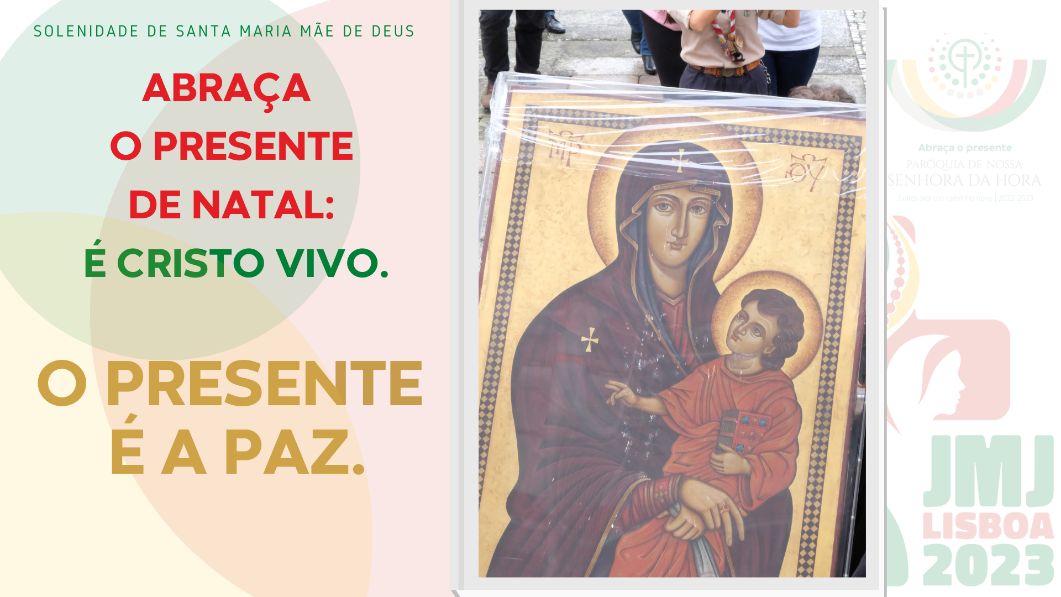 SOLENIDADE DE SANTA MARIA MÃE DE DEUS
ABRAÇA
O PRESENTE
DE NATAL:
É CRISTO VIVO.
O PRESENTE
É A PAZ.
Abraça o presente
PARÓQUIA DE NOSSA
SENHORA DA HORA
JMJ
LISBOA
2023